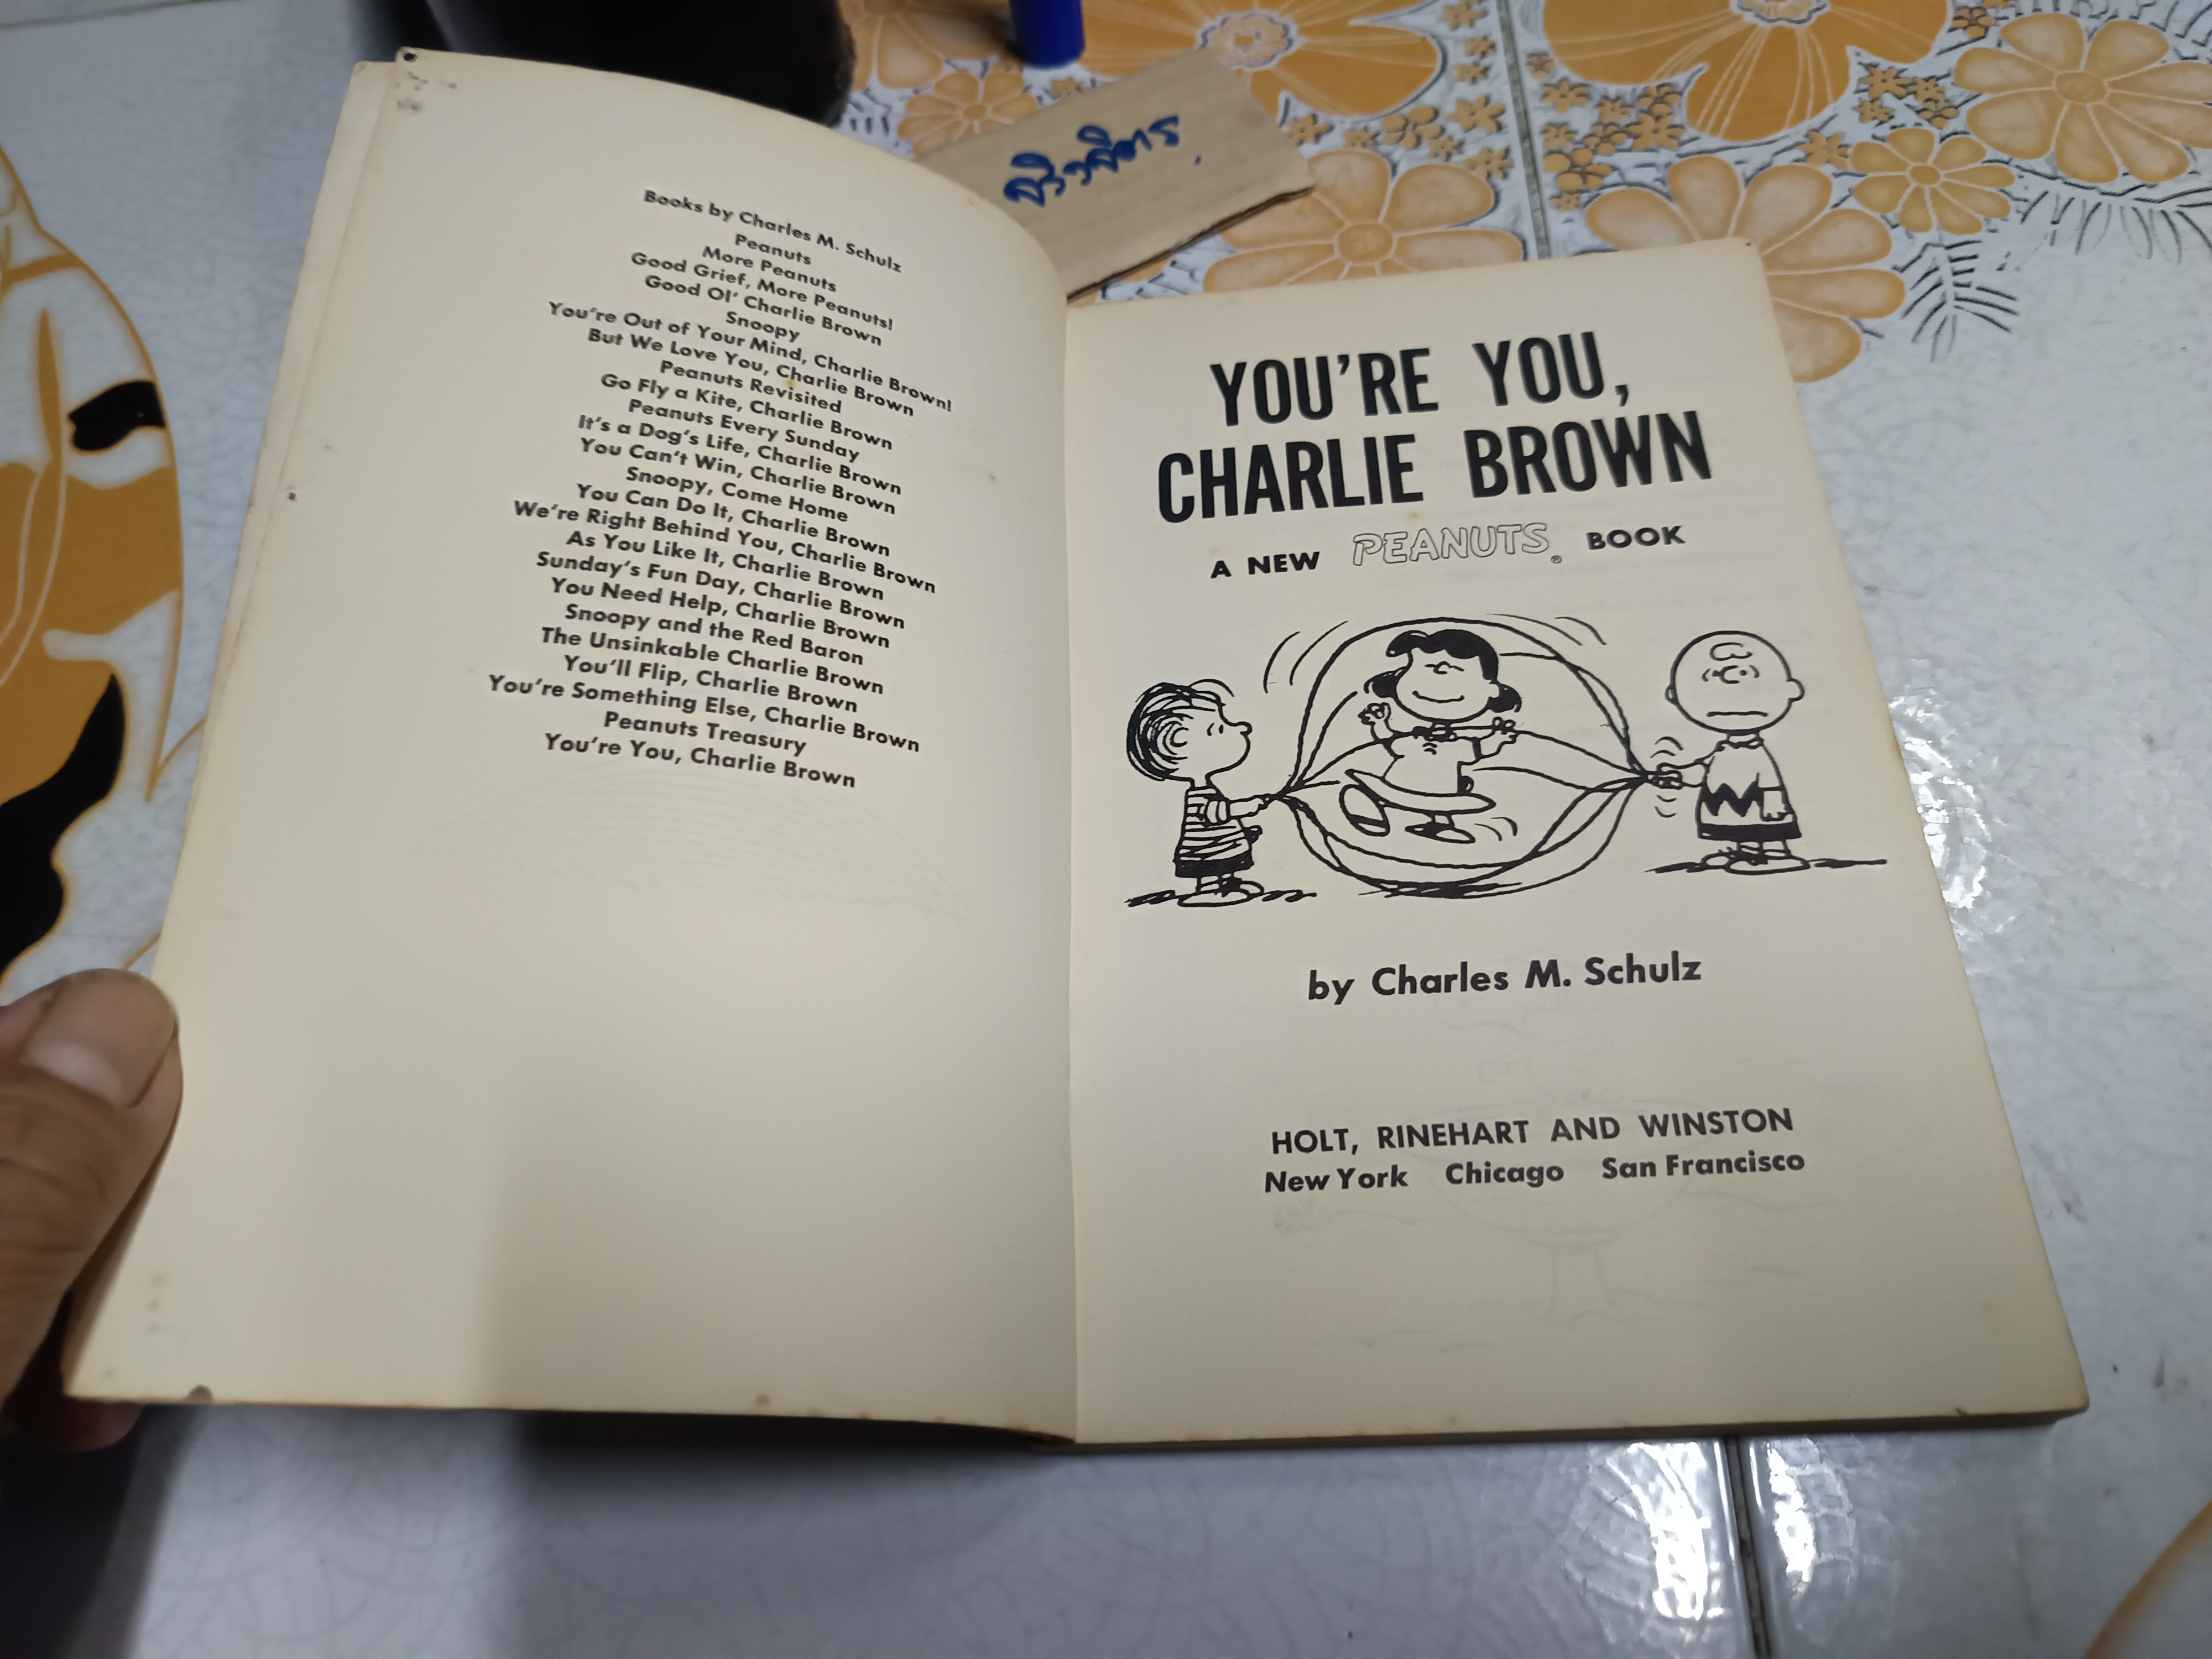 Books by Charles M. Schulz
Peanuts
More Peanuts
Good Grief, More Peanuts!
Good Ol' Charlie Brown
Snoopy
You're Out of Your Mind, Charlie Brown!
But We Love You, Charlie Brown
Peanuts Revisited
Go Fly a Kite, Charlie Brown
Peanuts Every Sunday
It's a Dog's Life, Charlie Brown
You Can't Win, Charlie Brown
Snoopy, Come Home
You Can Do It, Charlie Brown
We're Right Behind You, Charlie Brown
As You Like It, Charlie Brown
Sunday's Fun Day, Charlie Brown
You Need Help, Charlie Brown
Snoopy and the Red Baron
The Unsinkable Charlie Brown
You'll Flip, Charlie Brown
You're Something Else, Charlie Brown
Peanuts Treasury
You're You, Charlie Brown
YOU'RE YOU,
CHARLIE BROWN
A NEW PEANUTS® BOOK
by Charles M. Schulz
HOLT, RINEHART AND WINSTON
New York Chicago San Francisco